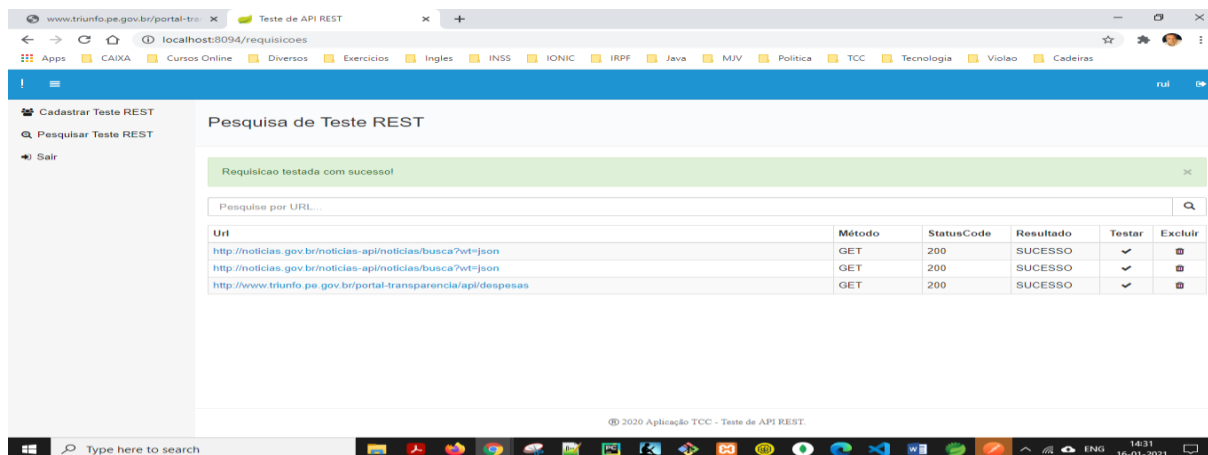 www.triunfo.pe.gov.br/portal-tra
Teste de API REST
localhost:8094/requisicoes
Apps CAIXA Cursos Online Diversos Exercicios Ingles INSS IONIC IRPF Java MJV Politica TCC Tecnologia Violao Cadeiras
rui
Cadastrar Teste REST
Pesquisar Teste REST
Sair
Pesquisa de Teste REST
Requisicao testada com sucesso!
Pesquise por URL...
Url Método StatusCode Resultado Testar Excluir
http://noticias.gov.br/noticias-api/noticias/busca?wt=json GET 200 SUCESSO
http://noticias.gov.br/noticias-api/noticias/busca?wt=json GET 200 SUCESSO
http://www.triunfo.pe.gov.br/portal-transparencia/api/despesas GET 200 SUCESSO
® 2020 Aplicação TCC - Teste de API REST.
Type here to search
ENG
14:31
16-01-2021